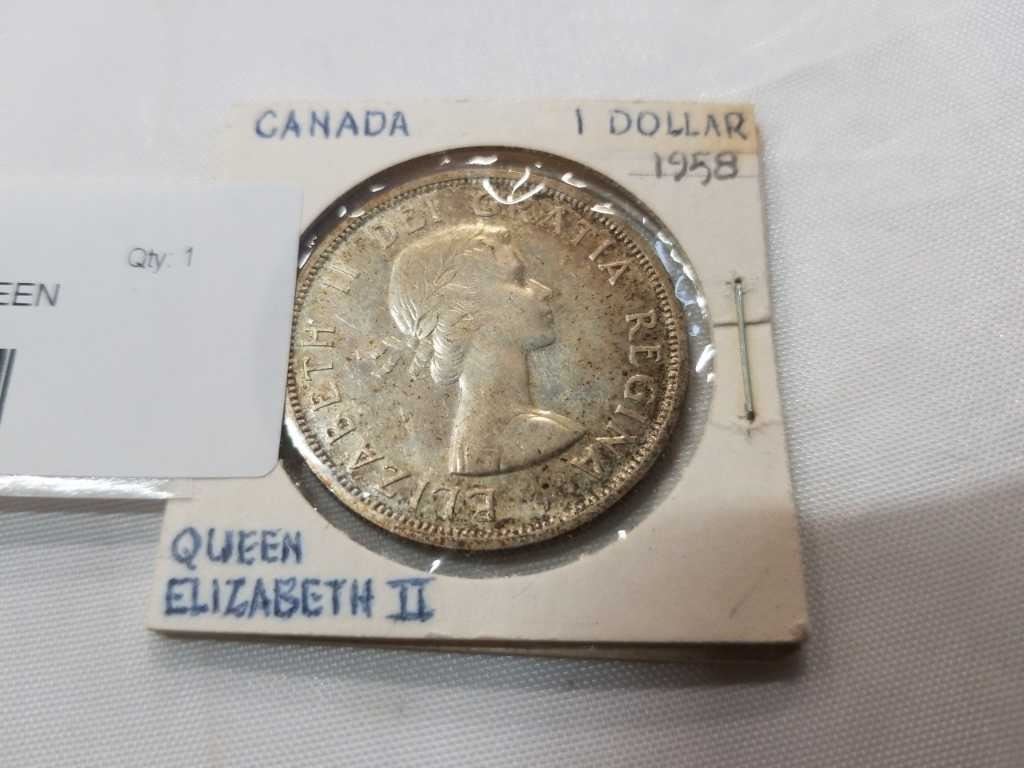 CANADA 1 DOLLAR
1958
Qty: 1
EEN
ELIZABETH II DEI GRATIA REGINA
QUEEN
ELIZABETH II